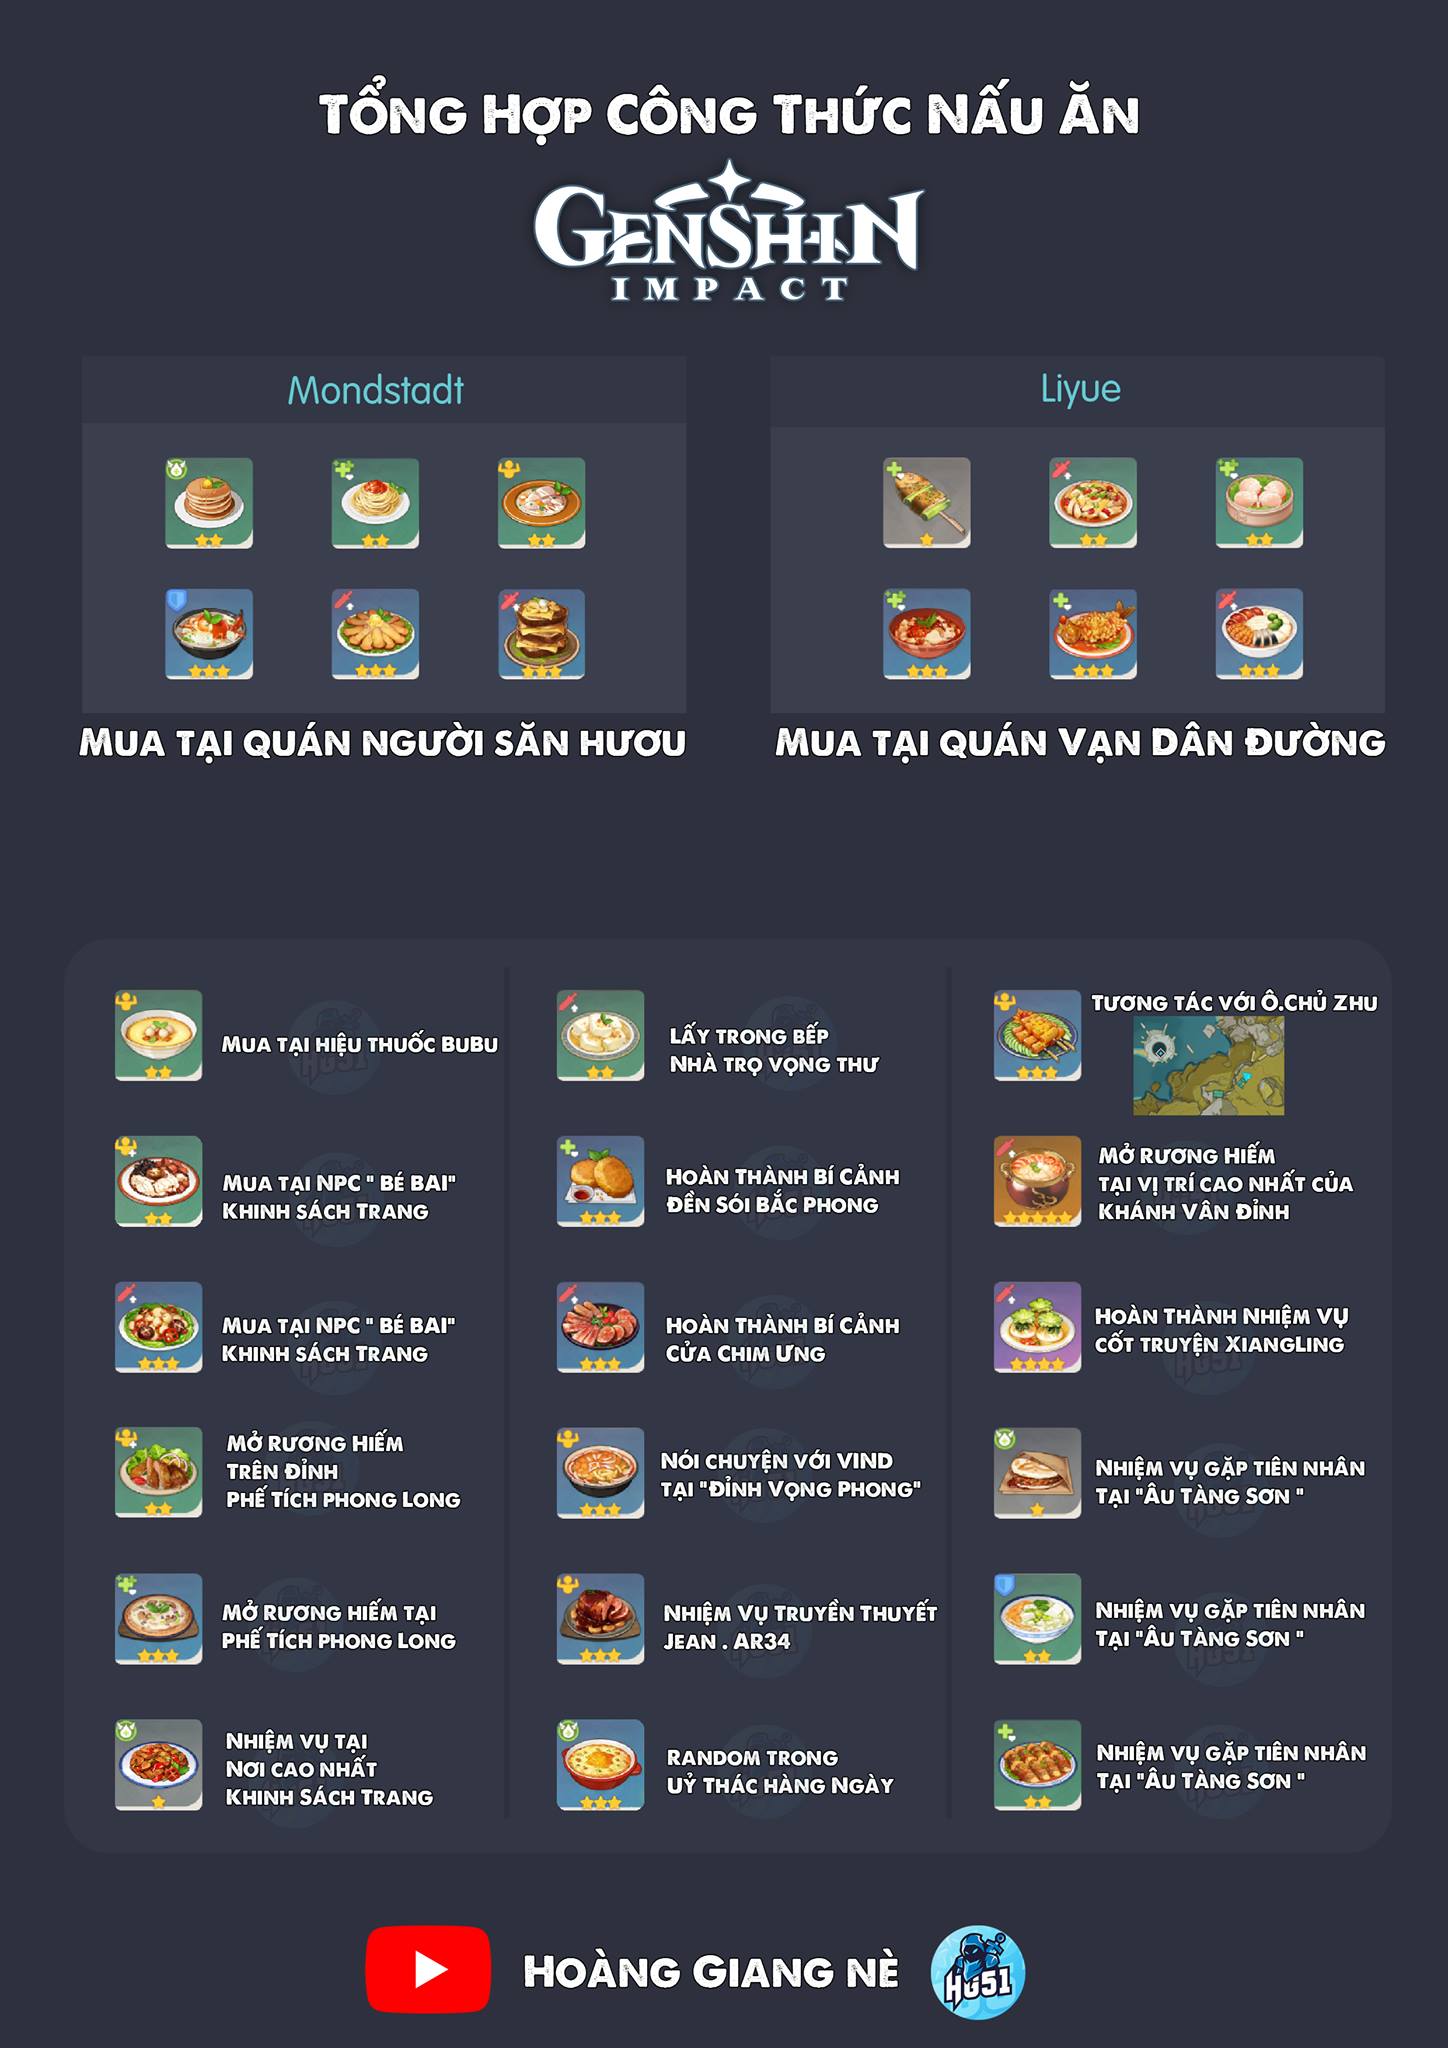 Tổng Hợp Công Thức Nấu Ăn
GENSHIN
IMPACT
Mondstadt
Liyue
Mua tại quán người săn hươu
Mua tại quán Vạn Dân Đường
Mua tại hiệu thuốc BuBu
Lấy trong bếp
Nhà trọ vọng thư
Tương tác với Ô.Chủ Zhu
Mua tại NPC " Bé Bai"
Khinh sách Trang
Hoàn Thành Bí Cảnh
Đền Sói Bắc Phong
Mở Rương Hiếm
tại vị trí cao nhất của
Khánh Vân Đỉnh
Mua tại NPC " Bé Bai"
Khinh sách Trang
Hoàn Thành Bí Cảnh
Cửa Chim Ưng
Hoàn Thành Nhiệm Vụ
cốt truyện XiangLing
Mở Rương Hiếm
Trên Đỉnh
Phế Tích phong Long
Nói chuyện với VIND
tại "Đỉnh Vọng Phong"
Nhiệm vụ gặp tiên nhân
Tại "Âu Tàng Sơn "
Mở Rương hiếm tại
Phế Tích phong Long
Nhiệm Vụ Truyền Thuyết
Jean . AR34
Nhiệm vụ gặp tiên nhân
Tại "Âu Tàng Sơn "
Nhiệm vụ tại
Nơi cao nhất
Khinh Sách Trang
Random trong
Uỷ Thác hàng Ngày
Nhiệm vụ gặp tiên nhân
Tại "Âu Tàng Sơn "
Hoàng Giang nè
HG51